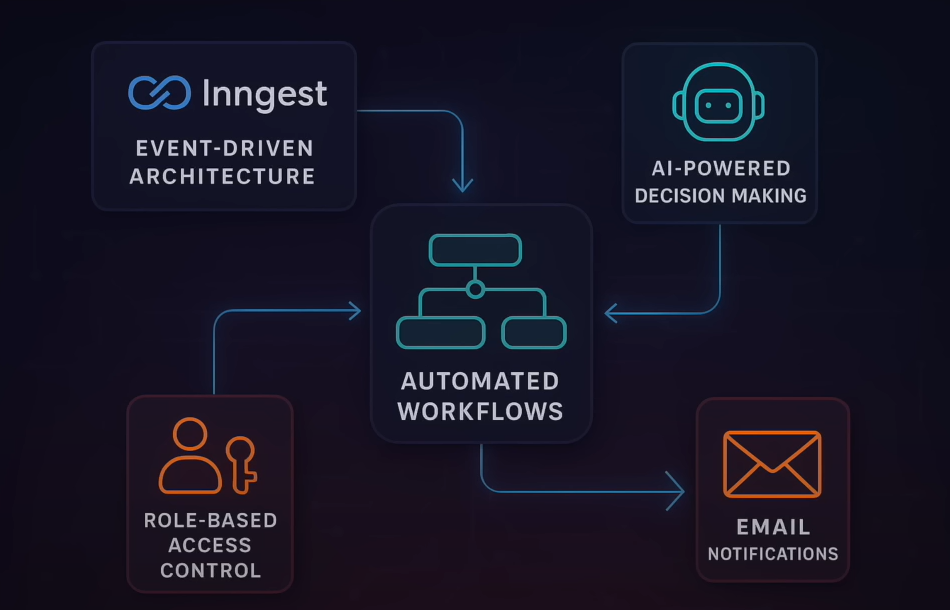 Inngest
EVENT-DRIVEN
ARCHITECTURE
AI-POWERED
DECISION MAKING
AUTOMATED
WORKFLOWS
ROLE-BASED
ACCESS
CONTROL
EMAIL
NOTIFICATIONS